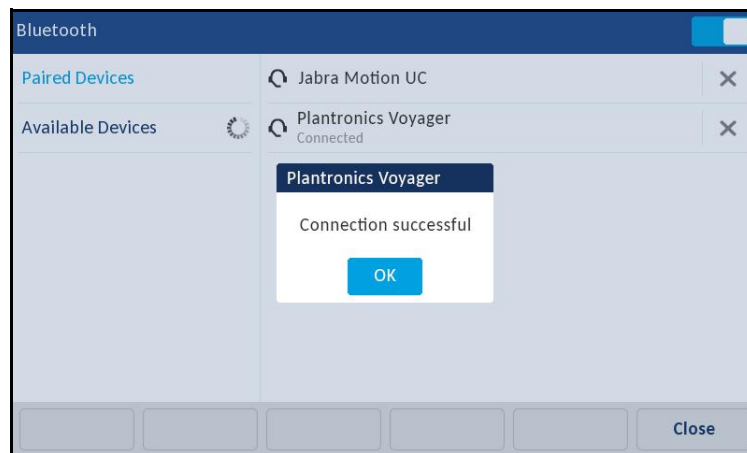 Bluetooth
Paired Devices
Available Devices
Jabra Motion UC
Plantronics Voyager
Connected
Plantronics Voyager
Connection successful
OK
Close